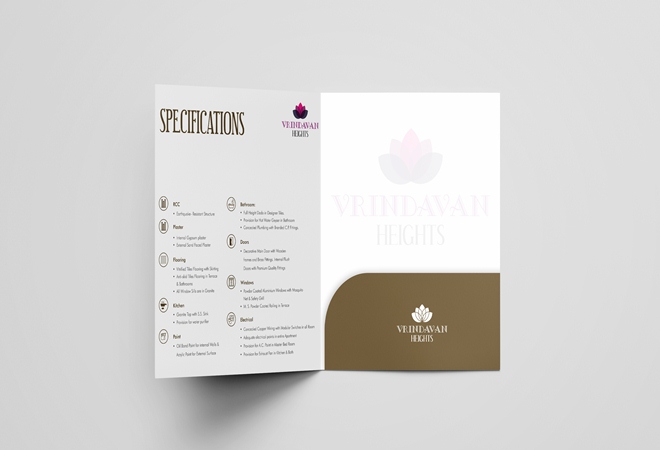 SPECIFICATIONS
VRINDAVAN
HEIGHTS
RCC
• Earthquake Resistant Structure
Plaster
• Internal Gypsum plaster
• External Sand Faced Plaster
Flooring
• Vitrified Tiles Flooring with Skirting
• Anti skid Tiles Flooring in Terrace
& Bathrooms
• All Window Sills are in Granite
Kitchen
• Granite Top with S.S. Sink
• Provision for water purifier
Paint
• Oil Bond Paint for internal Walls &
Acrylic Paint for External Surface
Bathroom
• Full Height Dado in Designer Tiles
• Provision for Hot Water Geyser in Bathroom
• Concealed Plumbing with Branded C.P. Fittings
Doors
• Decorative Main Door with Wooden
Frames and Brass Fittings. Internal Flush
Doors with Premium Quality Fittings
Windows
• Powder Coated Aluminium Windows with Mosquito
Net & Safety Grill
• M. S. Powder Coated Railing in Terrace
Electrical
• Concealed Copper Wiring with Modular Switches in all Room
• Adequate electrical points in entire Apartment
• Provision for A.C. Point in Master Bed Room
• Provision for Exhaust Fan in Kitchen & Bath
VRINDAVAN
HEIGHTS
VRINDAVAN
HEIGHTS